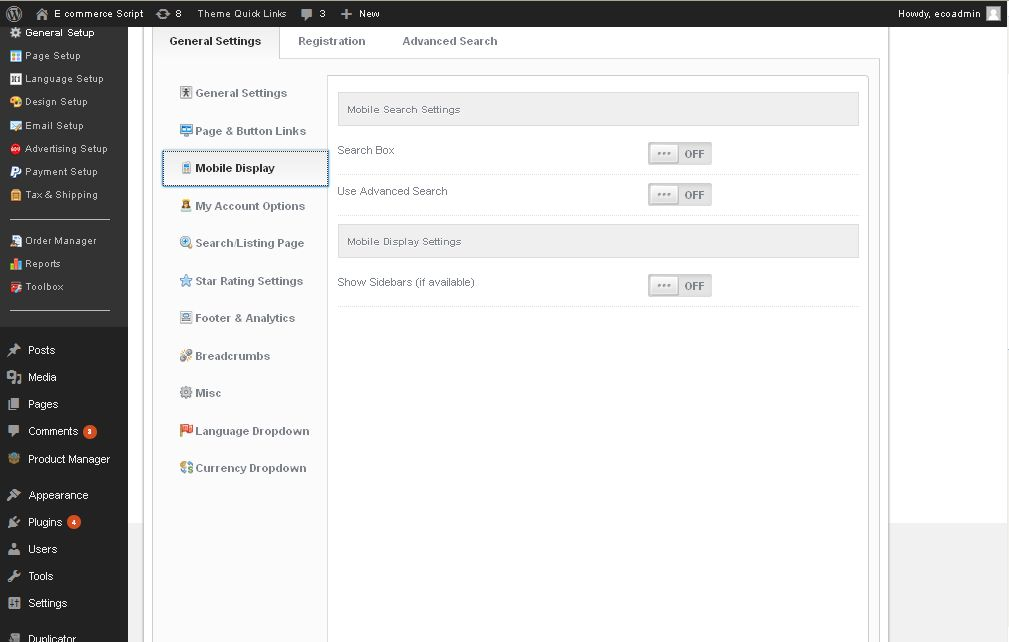 E commerce Script
8
Theme Quick Links
3
New
Howdy, ecoadmin
General Setup
Page Setup
Language Setup
Design Setup
Email Setup
Advertising Setup
Payment Setup
Tax & Shipping
Order Manager
Reports
Toolbox
Posts
Media
Pages
Comments 3
Product Manager
Appearance
Plugins 4
Users
Tools
Settings
Duplicator
General Settings
Registration
Advanced Search
General Settings
Page & Button Links
Mobile Display
My Account Options
Search/Listing Page
Star Rating Settings
Footer & Analytics
Breadcrumbs
Misc
Language Dropdown
Currency Dropdown
Mobile Search Settings
Search Box
OFF
Use Advanced Search
OFF
Mobile Display Settings
Show Sidebars (if available)
OFF